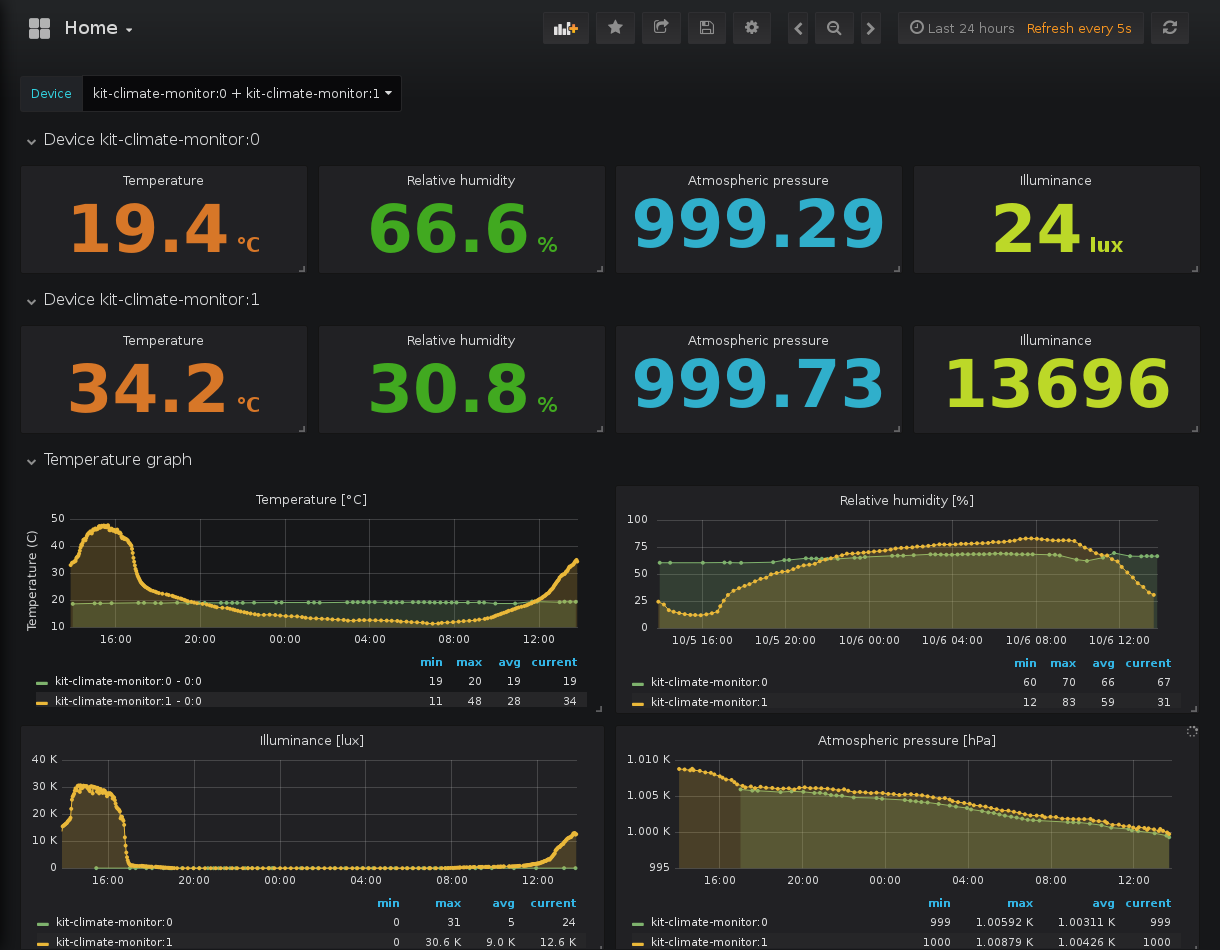 Home
Last 24 hours Refresh every 5s
Device kit-climate-monitor:0 + kit-climate-monitor:1
Device kit-climate-monitor:0
Temperature Relative humidity Atmospheric pressure Illuminance
19.4 °C 66.6 % 999.29 24 lux
Device kit-climate-monitor:1
Temperature Relative humidity Atmospheric pressure Illuminance
34.2 °C 30.8 % 999.73 13696
Temperature graph
Temperature [°C]
Temperature (C)
50
40
30
20
10
16:00 20:00 00:00 04:00 08:00 12:00
min max avg current
kit-climate-monitor:0 - 0:0 19 20 19 19
kit-climate-monitor:1 - 0:0 11 48 28 34
Relative humidity [%]
100
75
50
25
0
10/5 16:00 10/5 20:00 10/6 00:00 10/6 04:00 10/6 08:00 10/6 12:00
min max avg current
kit-climate-monitor:0 60 70 66 67
kit-climate-monitor:1 12 83 59 31
Illuminance [lux]
40 K
30 K
20 K
10 K
0
16:00 20:00 00:00 04:00 08:00 12:00
min max avg current
kit-climate-monitor:0 0 31 5 24
kit-climate-monitor:1 0 30.6 K 9.0 K 12.6 K
Atmospheric pressure [hPa]
1.010 K
1.005 K
1.000 K
995
16:00 20:00 00:00 04:00 08:00 12:00
min max avg current
kit-climate-monitor:0 999 1.00592 K 1.00311 K 999
kit-climate-monitor:1 1000 1.00879 K 1.00426 K 1000